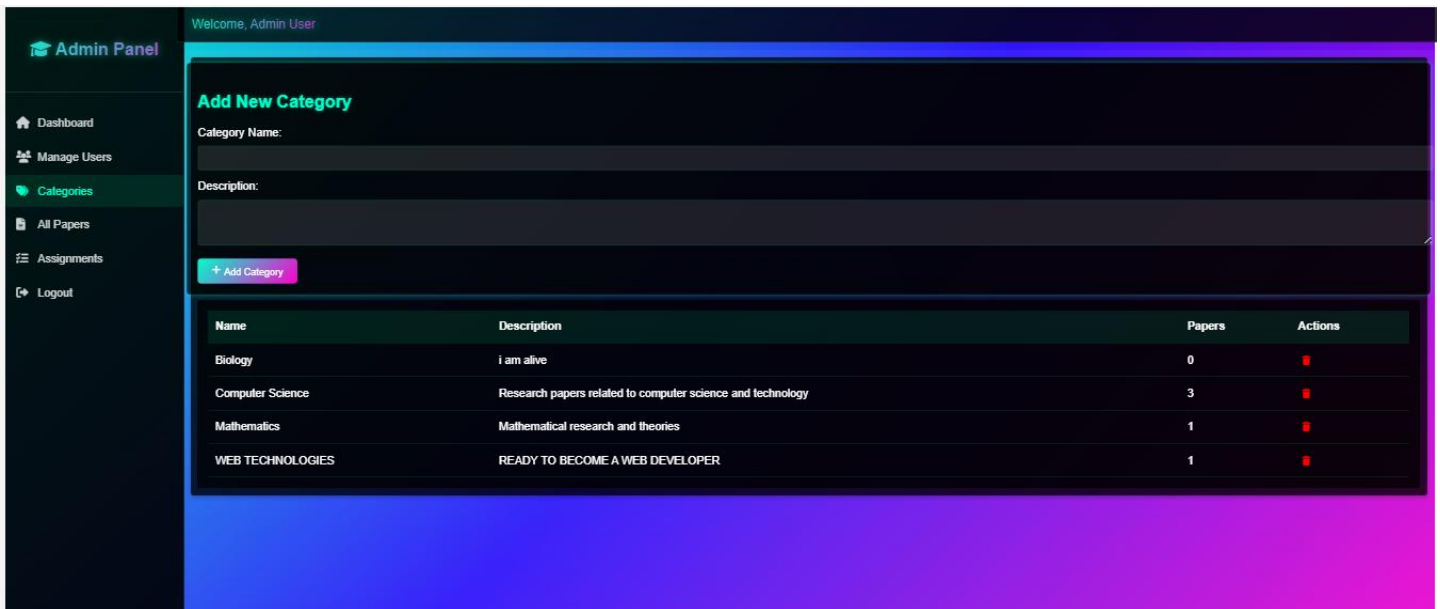 Admin Panel
Welcome, Admin User
Dashboard
Manage Users
Categories
All Papers
Assignments
Logout
Add New Category
Category Name:
Description:
+ Add Category
Name Description Papers Actions
Biology i am alive 0
Computer Science Research papers related to computer science and technology 3
Mathematics Mathematical research and theories 1
WEB TECHNOLOGIES READY TO BECOME A WEB DEVELOPER 1